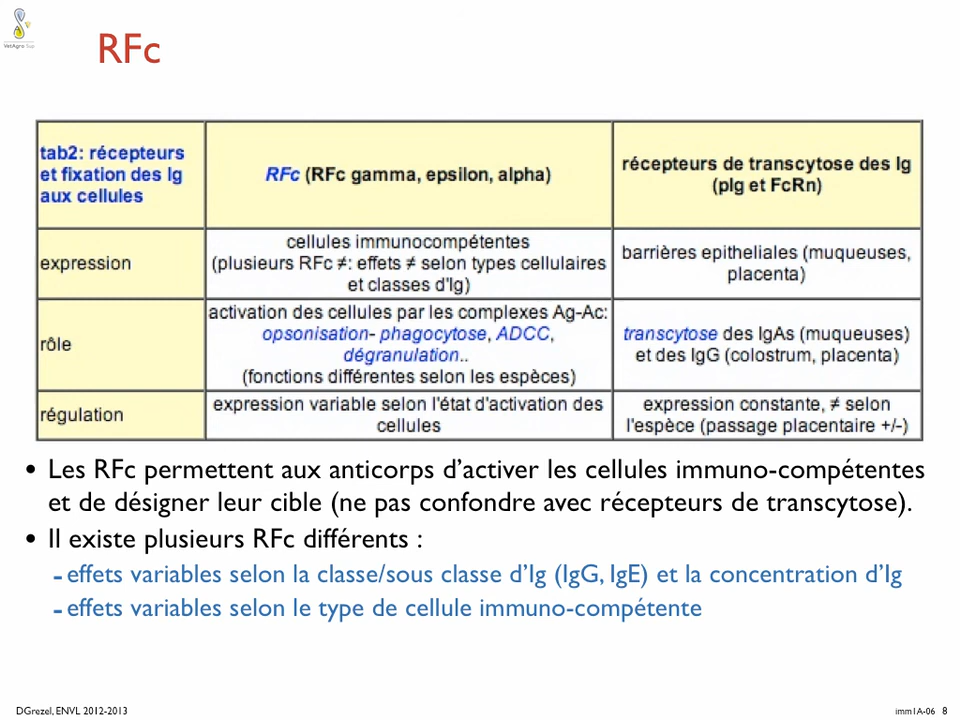 VetAgro Sup
RFc
tab2: récepteurs
et fixation des Ig
aux cellules
RFc (RFc gamma, epsilon, alpha)
récepteurs de transcytose des Ig
(pIg et FcRn)
expression
cellules immunocompétentes
(plusieurs RFc ≠: effets ≠ selon types cellulaires
et classes d'Ig)
barrières epitheliales (muqueuses,
placenta)
rôle
activation des cellules par les complexes Ag-Ac:
opsonisation- phagocytose, ADCC,
dégranulation..
(fonctions différentes selon les espèces)
transcytose des IgAs (muqueuses)
et des IgG (colostrum, placenta)
régulation
expression variable selon l'état d'activation des
cellules
expression constante, ≠ selon
l'espèce (passage placentaire +/-)
• Les RFc permettent aux anticorps d’activer les cellules immuno-compétentes
et de désigner leur cible (ne pas confondre avec récepteurs de transcytose).
• Il existe plusieurs RFc différents :
- effets variables selon la classe/sous classe d’Ig (IgG, IgE) et la concentration d’Ig
- effets variables selon le type de cellule immuno-compétente
DGrezel, ENVL 2012-2013
imm1A-06 8